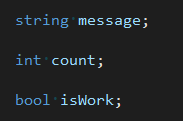 string message;
int count;
bool isWork;